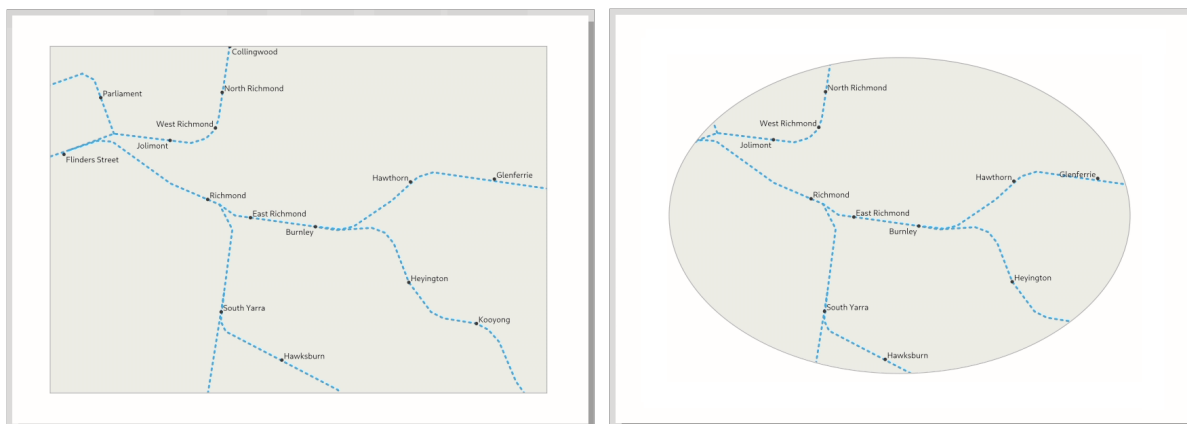 Collingwood
North Richmond
Parliament
West Richmond
Jolimont
Flinders Street
Hawthorn
Glenferrie
Richmond
East Richmond
Burnley
Heyington
South Yarra
Kooyong
Hawksburn
North Richmond
West Richmond
Jolimont
Hawthorn
Glenferrie
Richmond
East Richmond
Burnley
Heyington
South Yarra
Hawksburn